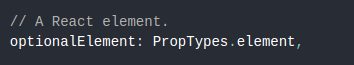 // A React element.
optionalElement: PropTypes.element,